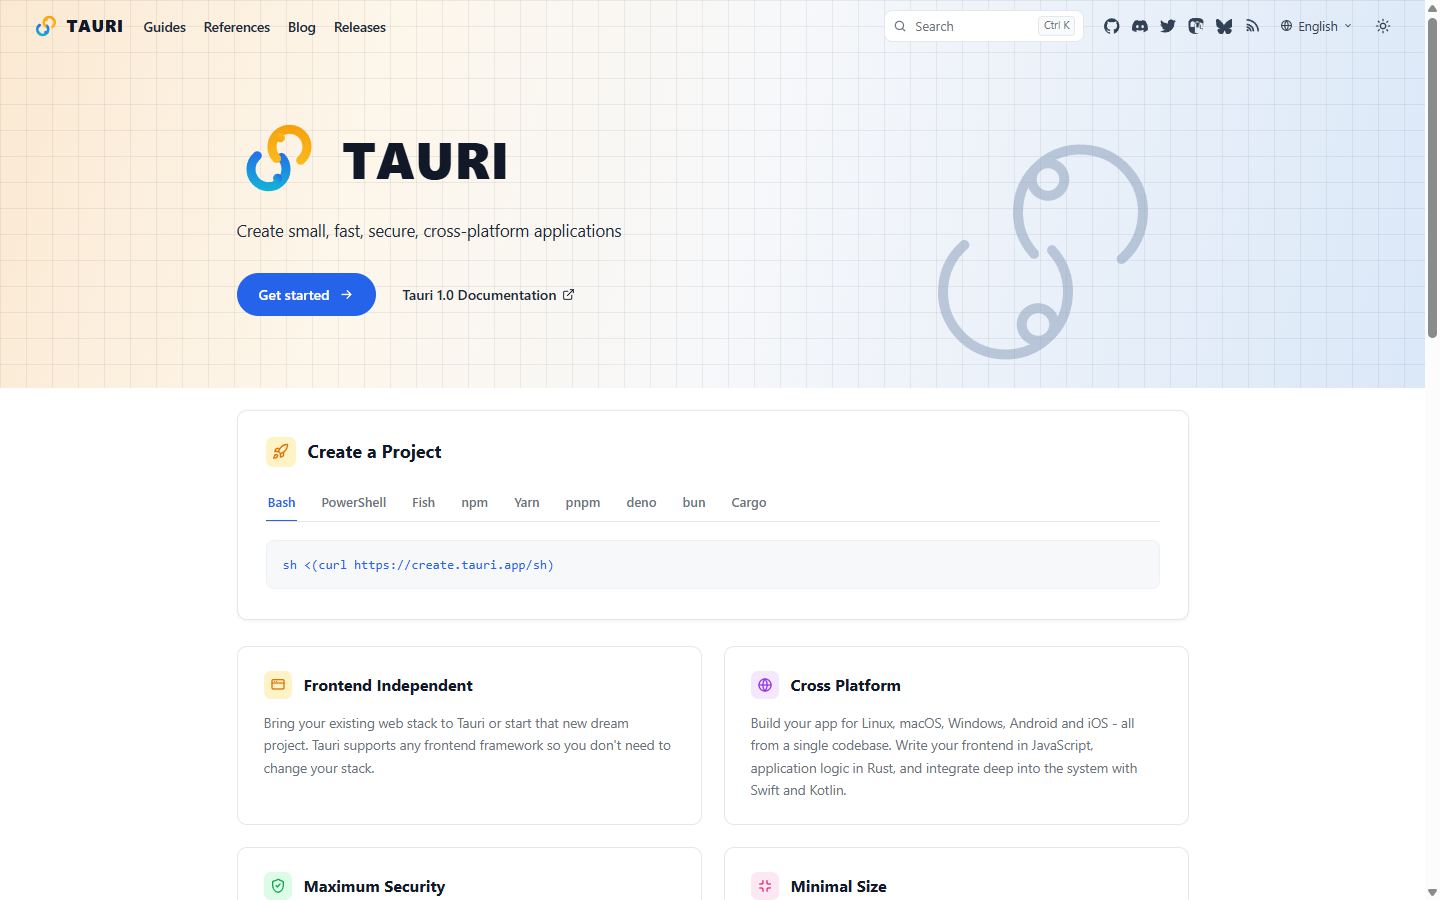 TAURI
Guides
References
Blog
Releases
Search
Ctrl K
English
TAURI
Create small, fast, secure, cross-platform applications
Get started
Tauri 1.0 Documentation
Create a Project
Bash
PowerShell
Fish
npm
Yarn
pnpm
deno
bun
Cargo
sh <(curl https://create.tauri.app/sh)
Frontend Independent
Bring your existing web stack to Tauri or start that new dream
project. Tauri supports any frontend framework so you don't need to
change your stack.
Cross Platform
Build your app for Linux, macOS, Windows, Android and iOS - all
from a single codebase. Write your frontend in JavaScript,
application logic in Rust, and integrate deep into the system with
Swift and Kotlin.
Maximum Security
Minimal Size